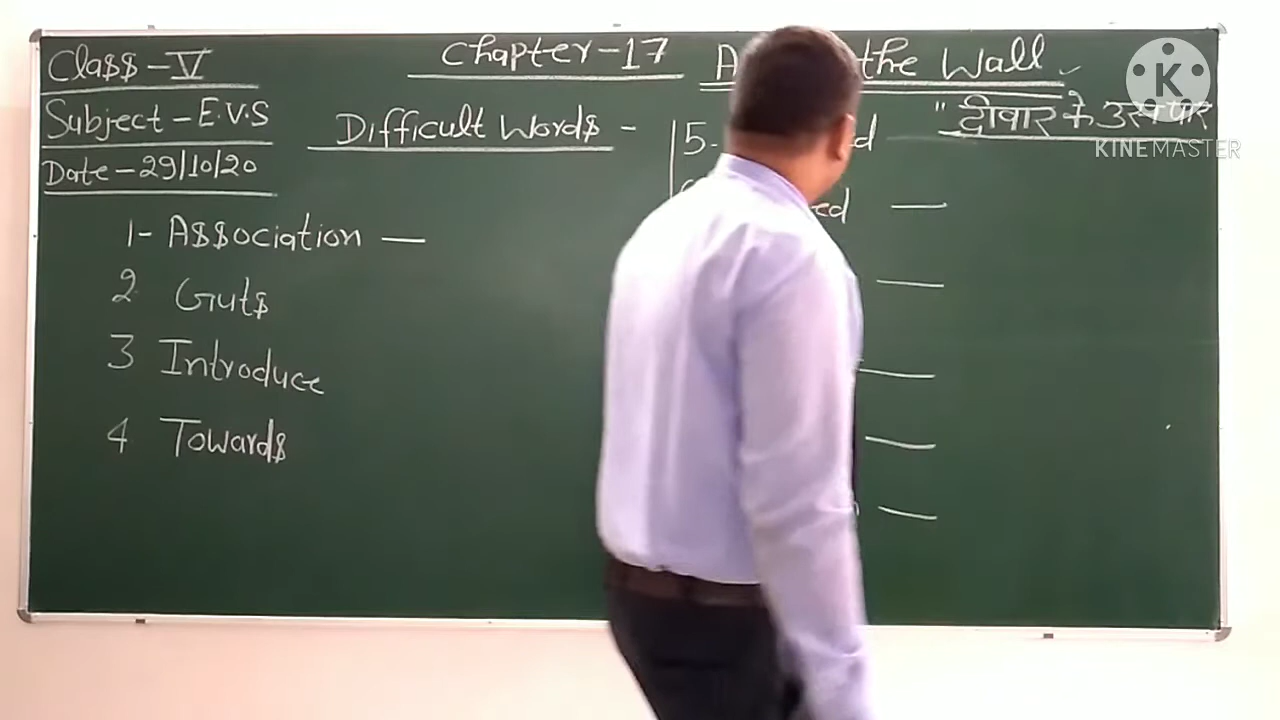 Class - V
Subject - E.V.S
Date - 29/10/20
Chapter - 17
the Wall
" दीवार के उस पार
Difficult Words -
1- Association —
2 Guts
3 Introduce
4 Towards
5.
K
KINEMASTER